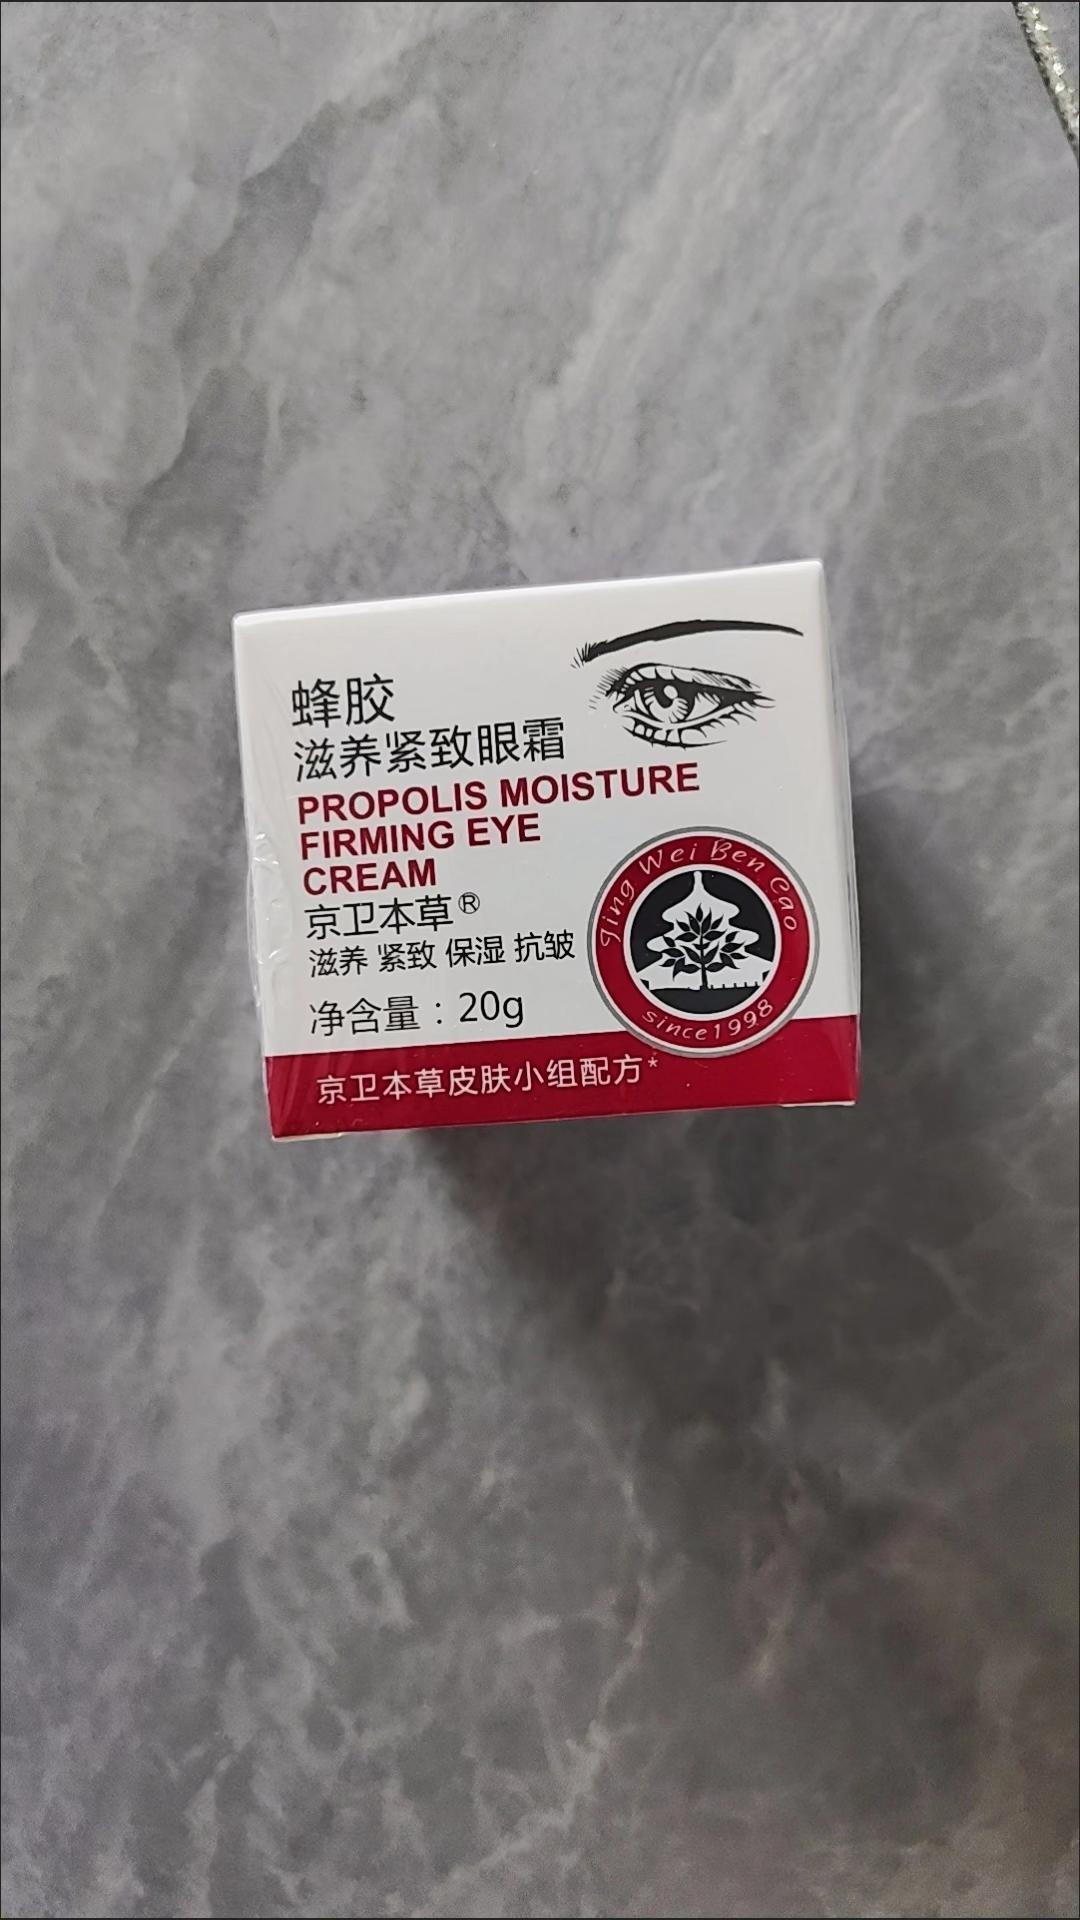 蜂胶
滋养紧致眼霜
PROPOLIS MOISTURE
FIRMING EYE
CREAM
京卫本草®
滋养 紧致 保湿 抗皱
净含量：20g
Jing Wei Ben Cao
since1998
京卫本草皮肤小组配方*